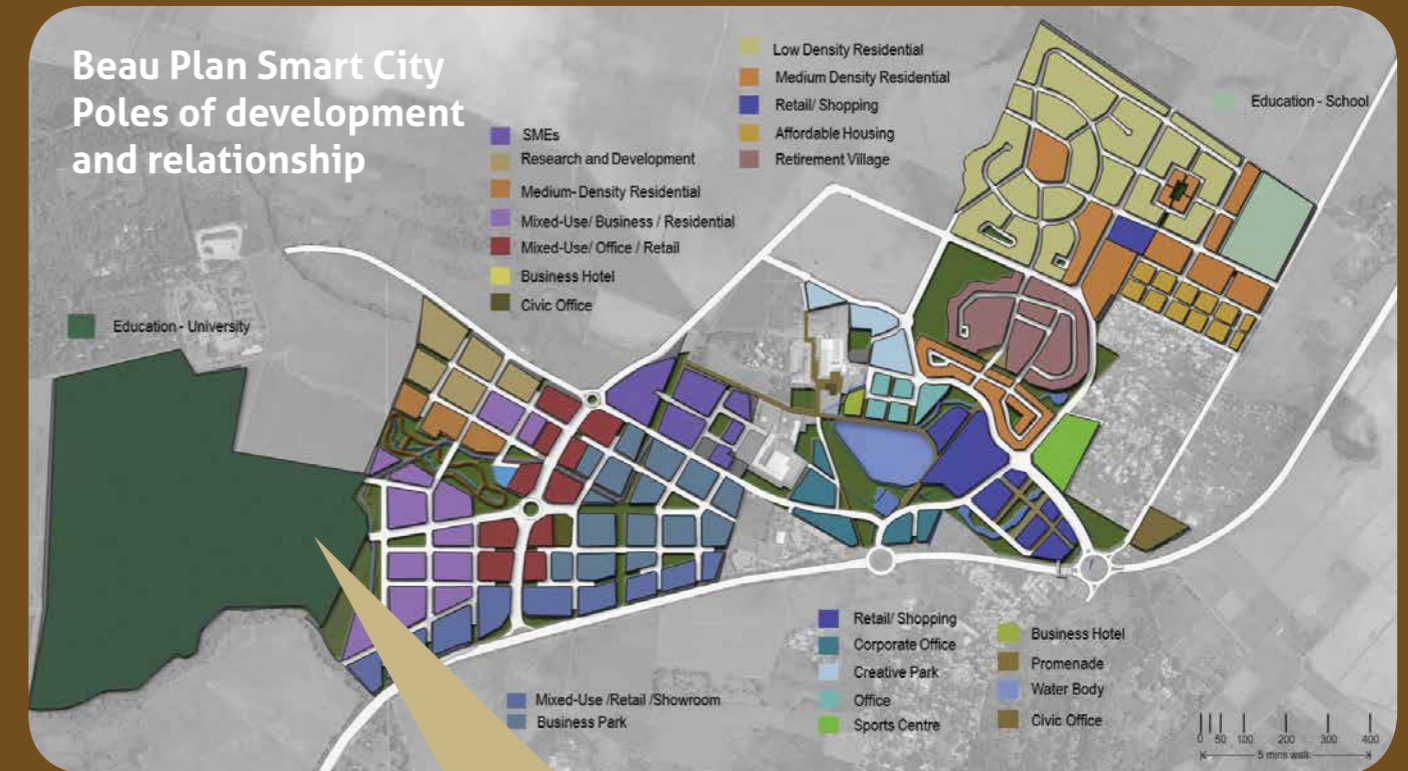 Beau Plan Smart City
Poles of development
and relationship
SMEs
Research and Development
Medium- Density Residential
Mixed-Use/ Business / Residential
Mixed-Use/ Office / Retail
Business Hotel
Civic Office
Low Density Residential
Medium Density Residential
Retail/ Shopping
Affordable Housing
Retirement Village
Education - School
Education - University
Mixed-Use /Retail /Showroom
Business Park
Retail/ Shopping
Corporate Office
Creative Park
Office
Sports Centre
Business Hotel
Promenade
Water Body
Civic Office
0 50 100 200 300 400
5 mins walk